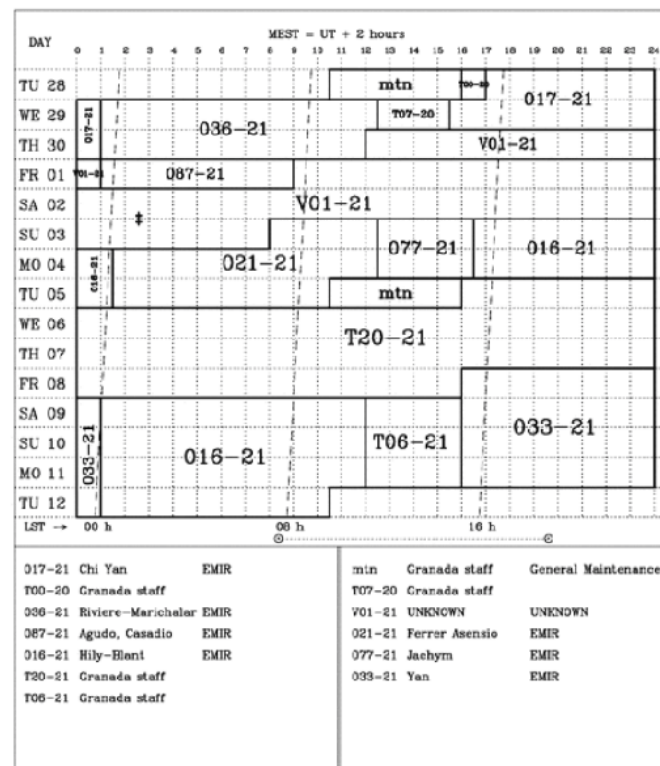 MEST = UT + 2 hours
DAY
0 1 2 3 4 5 6 7 8 9 10 11 12 13 14 15 16 17 18 19 20 21 22 23 24
TU 28 mtn T00-20 017-21
WE 29 017-21 036-21 T07-20
TH 30 V01-21
FR 01 V01-21 087-21
SA 02 V01-21
‡
SU 03 077-21 016-21
MO 04 016-21 021-21
TU 05 mtn
WE 06 T20-21
TH 07
FR 08
SA 09
SU 10 033-21 016-21 T06-21 033-21
MO 11
TU 12
LST → 00 h 08 h 16 h
017-21 Chi Yan EMIR
T00-20 Granada staff
036-21 Riviere-Marichalar EMIR
087-21 Agudo, Casadio EMIR
016-21 Hily-Blant EMIR
T20-21 Granada staff
T06-21 Granada staff
mtn Granada staff General Maintenance
T07-20 Granada staff
V01-21 UNKNOWN UNKNOWN
021-21 Ferrer Asensio EMIR
077-21 Jachym EMIR
033-21 Yan EMIR